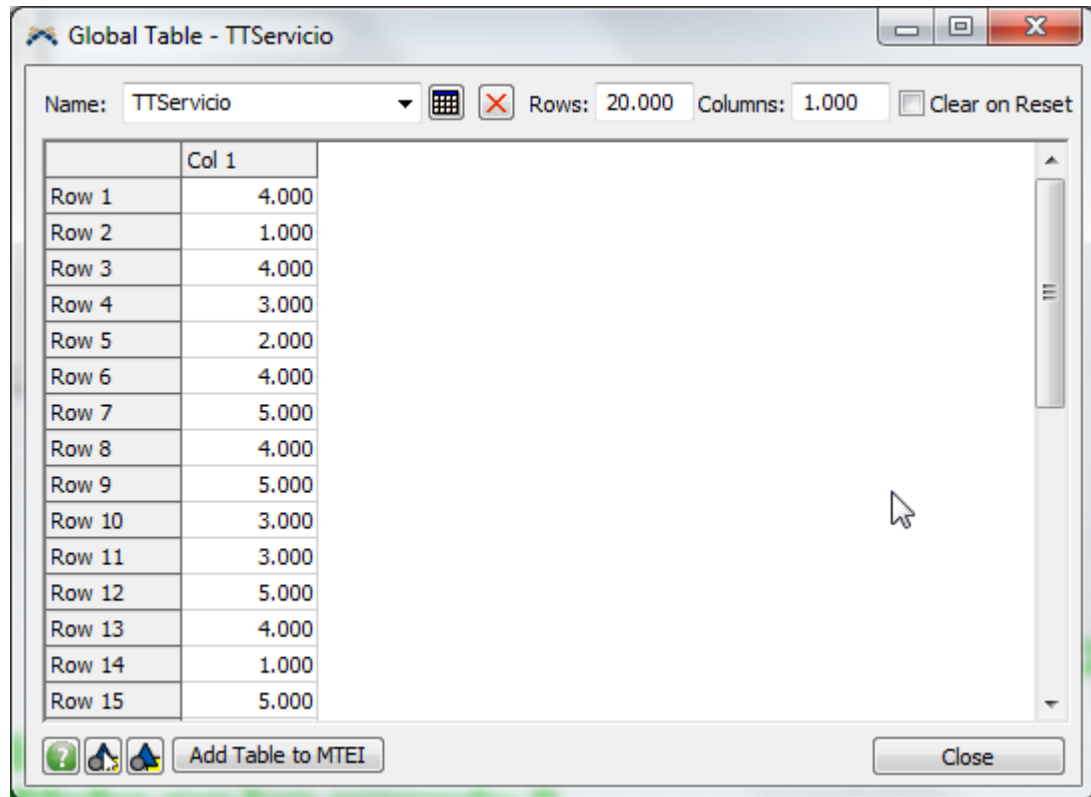 Global Table - TTServicio
Name: TTServicio Rows: 20.000 Columns: 1.000 Clear on Reset
Col 1
Row 1 4.000
Row 2 1.000
Row 3 4.000
Row 4 3.000
Row 5 2.000
Row 6 4.000
Row 7 5.000
Row 8 4.000
Row 9 5.000
Row 10 3.000
Row 11 3.000
Row 12 5.000
Row 13 4.000
Row 14 1.000
Row 15 5.000
? Add Table to MTEI Close